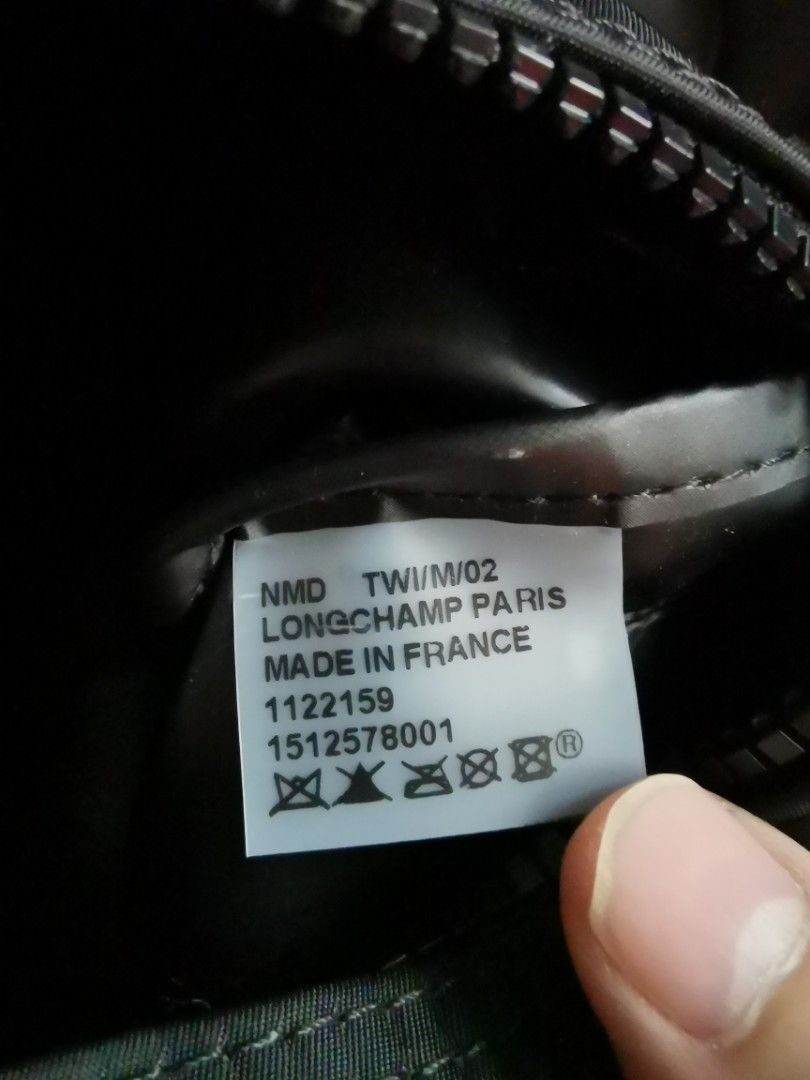 NMD TWI/M/02
LONGCHAMP PARIS
MADE IN FRANCE
1122159
1512578001
®